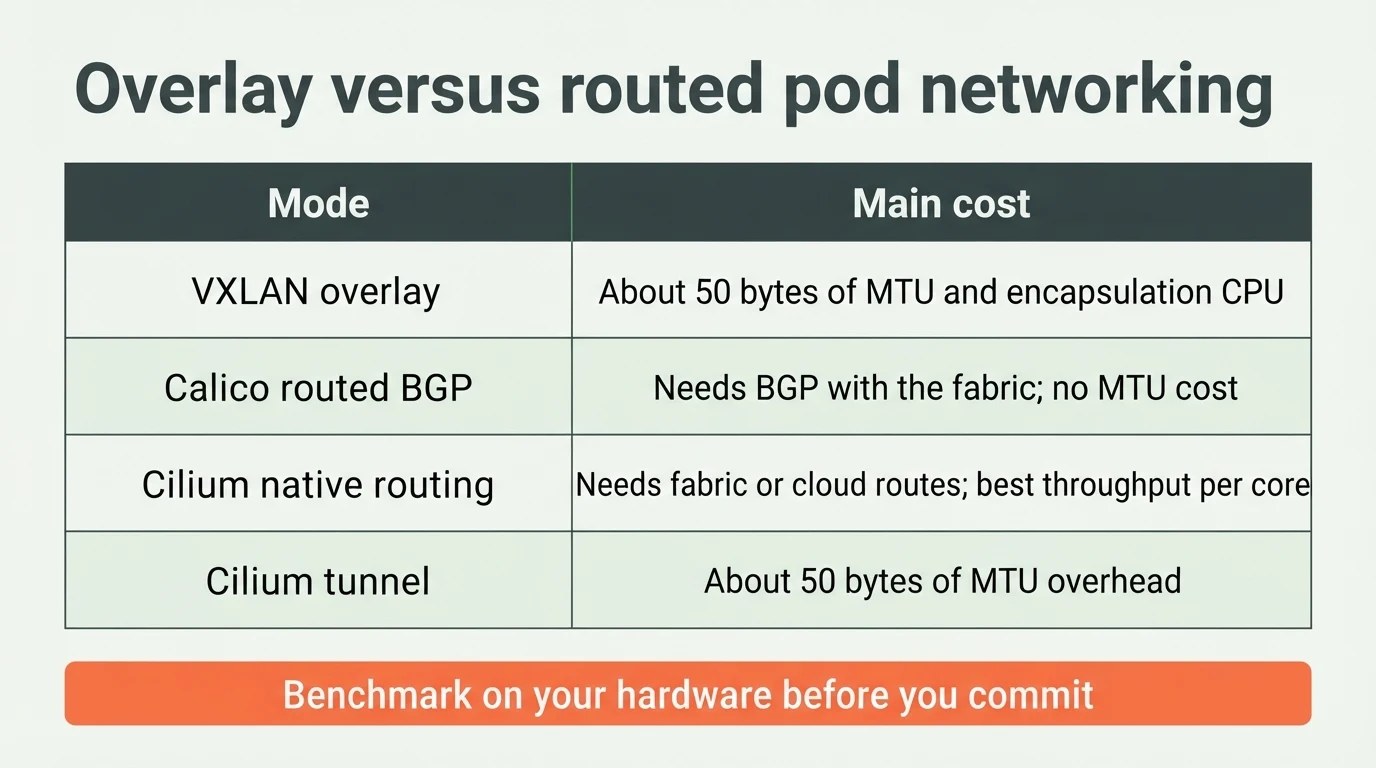 Overlay versus routed pod networking
Mode
Main cost
VXLAN overlay
About 50 bytes of MTU and encapsulation CPU
Calico routed BGP
Needs BGP with the fabric; no MTU cost
Cilium native routing
Needs fabric or cloud routes; best throughput per core
Cilium tunnel
About 50 bytes of MTU overhead
Benchmark on your hardware before you commit